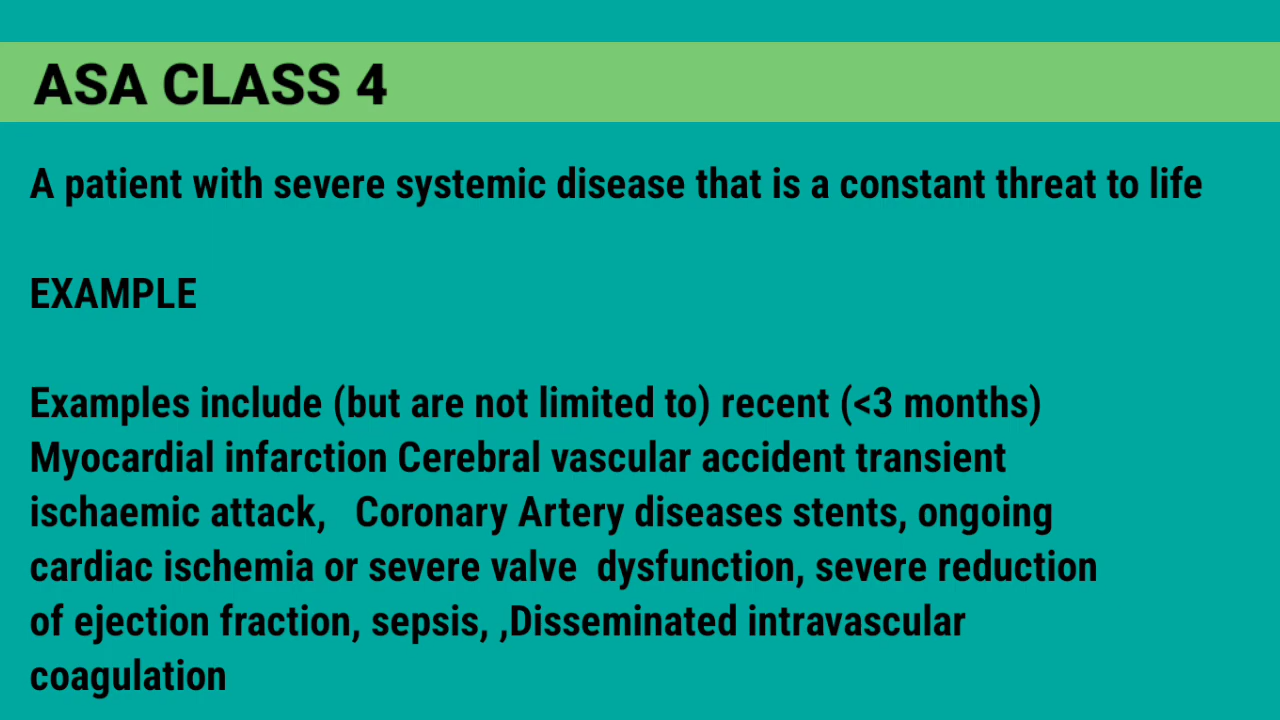 ASA CLASS 4
A patient with severe systemic disease that is a constant threat to life
EXAMPLE
Examples include (but are not limited to) recent (<3 months)
Myocardial infarction Cerebral vascular accident transient
ischaemic attack,   Coronary Artery diseases stents, ongoing
cardiac ischemia or severe valve  dysfunction, severe reduction
of ejection fraction, sepsis, ,Disseminated intravascular
coagulation